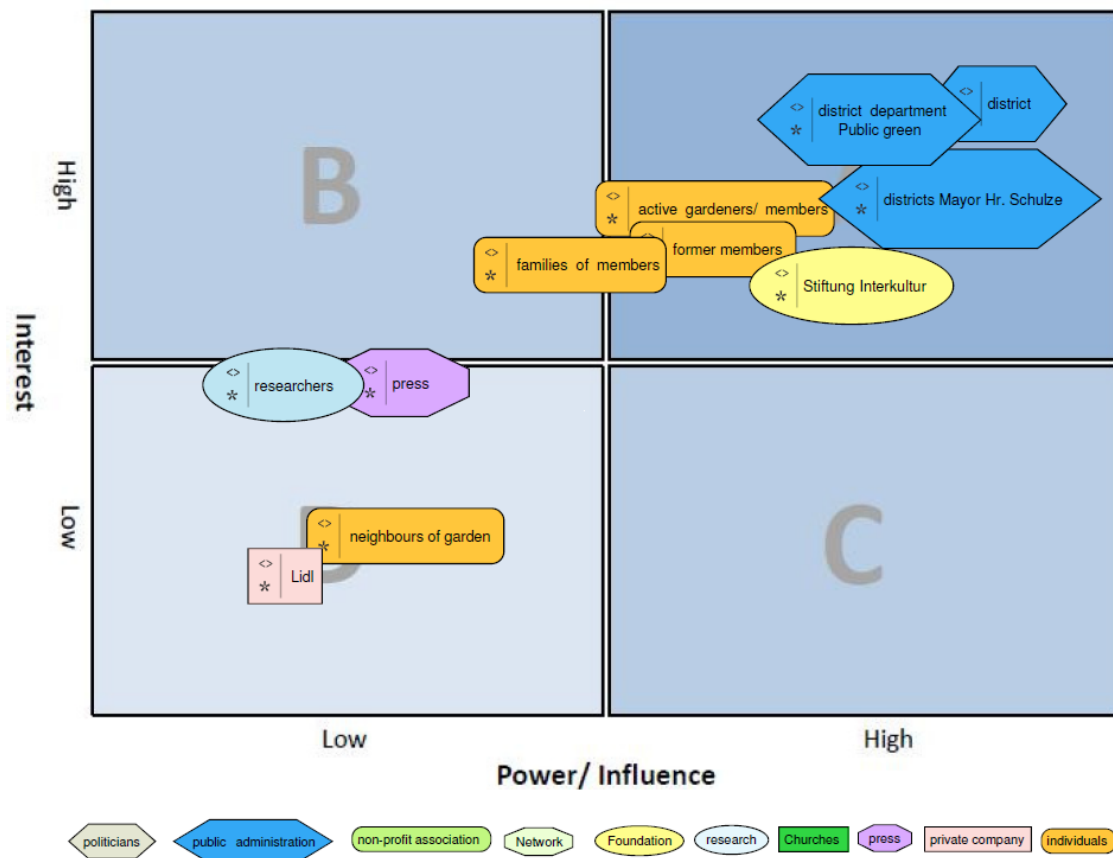 High
B
<>
*
district department
Public green
<>
district
<>
*
districts Mayor Hr. Schulze
<>
*
active gardeners/ members
<>
former members
<>
*
families of members
<>
*
Stiftung Interkultur
Interest
<>
*
researchers
<>
*
press
Low
<>
*
neighbours of garden
<>
*
Lidl
C
Low
High
Power/ Influence
politicians
public administration
non-profit association
Network
Foundation
research
Churches
press
private company
individuals